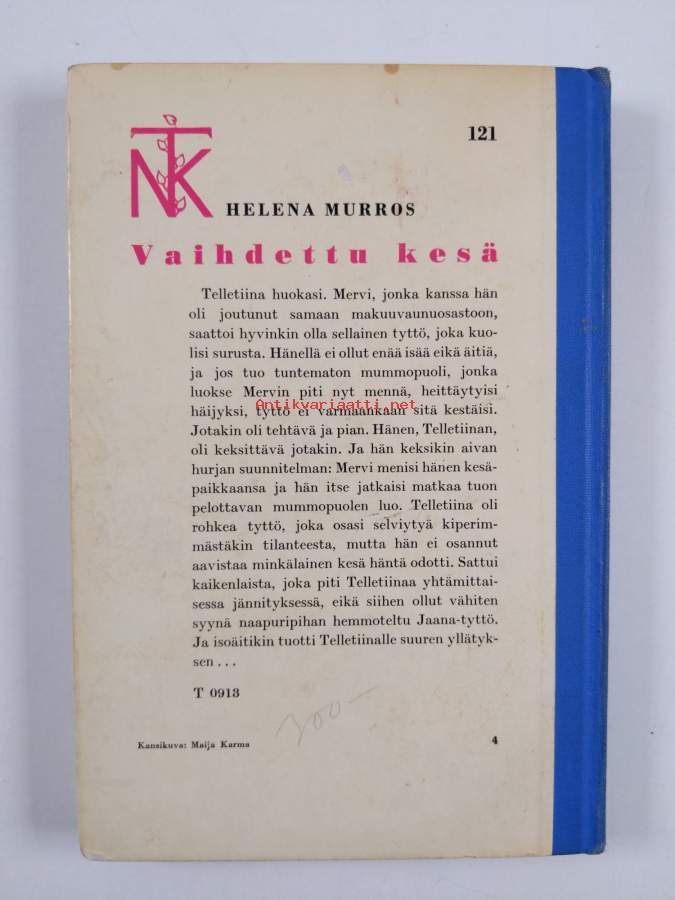 NTK
121
HELENA MURROS
Vaihdettu kesä
Telletiina huokasi. Mervi, jonka kanssa hän
oli joutunut samaan makuuvaunuosastoon,
saattoi hyvinkin olla sellainen tyttö, joka kuo-
lisi surusta. Hänellä ei ollut enää isää eikä äitiä,
ja jos tuo tuntematon mummopuoli, jonka
luokse Mervin piti nyt mennä, heittäytyisi
häijyksi, tyttö ei varmaankaan sitä kestäisi.
Antikvariaatti.net
Jotakin oli tehtävä ja pian. Hänen, Telletiinan,
oli keksittävä jotakin. Ja hän keksikin aivan
hurjan suunnitelman: Mervi menisi hänen kesä-
paikkaansa ja hän itse jatkaisi matkaa tuon
pelottavan mummopuolen luo. Telletiina oli
rohkea tyttö, joka osasi selviytyä kiperim-
mästäkin tilanteesta, mutta hän ei osannut
aavistaa minkälainen kesä häntä odotti. Sattui
kaikenlaista, joka piti Telletiinaa yhtämittai-
sessa jännityksessä, eikä siihen ollut vähiten
syynä naapuripihan hemmoteltu Jaana-tyttö.
Ja isoäitikin tuotti Telletiinalle suuren yllätyk-
sen . . .
T 0913
300-
Kansikuva: Maija Karma
4